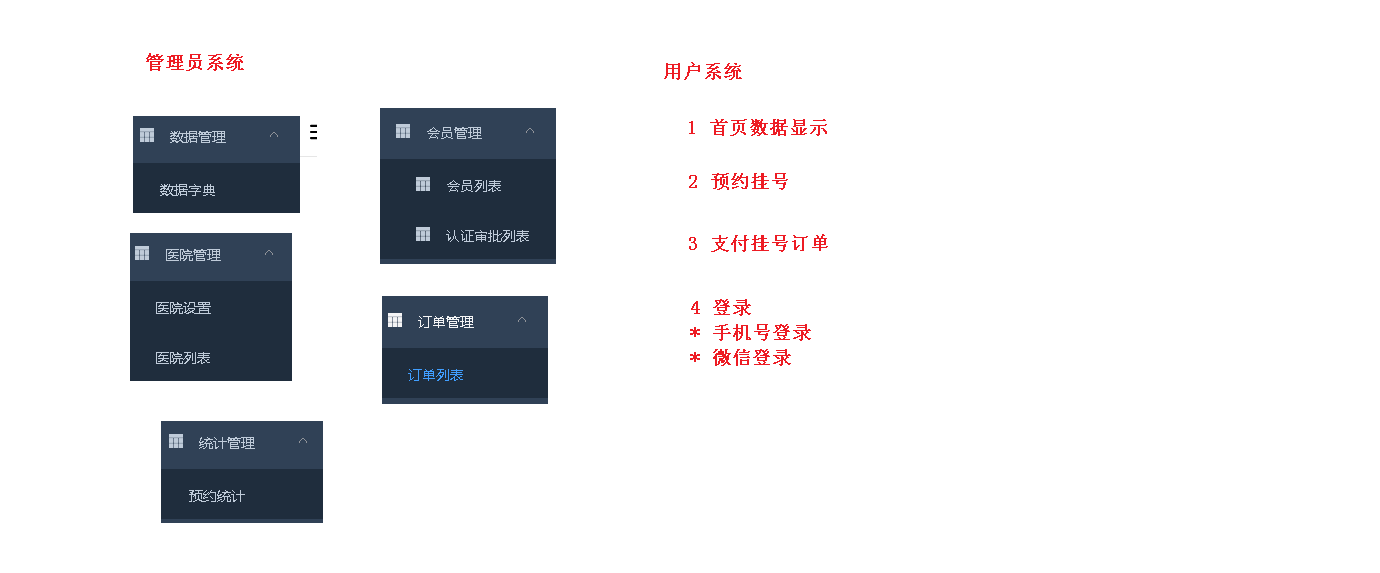 管理员系统
数据管理
数据字典
医院管理
医院设置
医院列表
统计管理
预约统计
会员管理
会员列表
认证审批列表
订单管理
订单列表
用户系统
1 首页数据显示
2 预约挂号
3 支付挂号订单
4 登录
* 手机号登录
* 微信登录